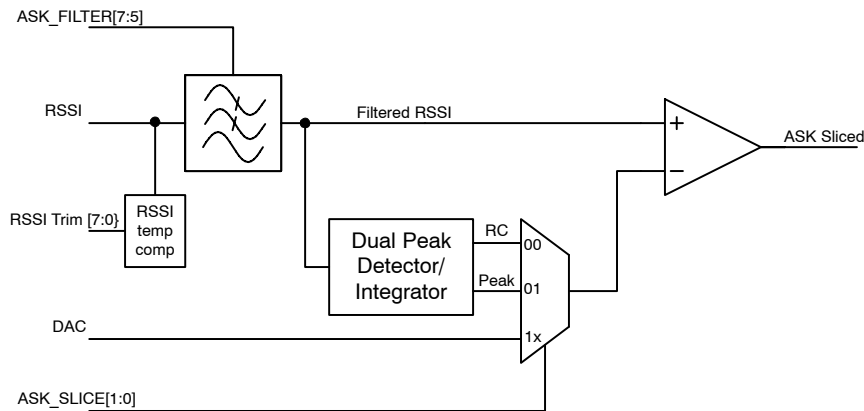 ASK_FILTER[7:5]
RSSI
Filtered RSSI
+
ASK Sliced
−
RSSI Trim [7:0}
RSSI
temp
comp
Dual Peak
Detector/
Integrator
RC
00
Peak
01
DAC
1x
ASK_SLICE[1:0]